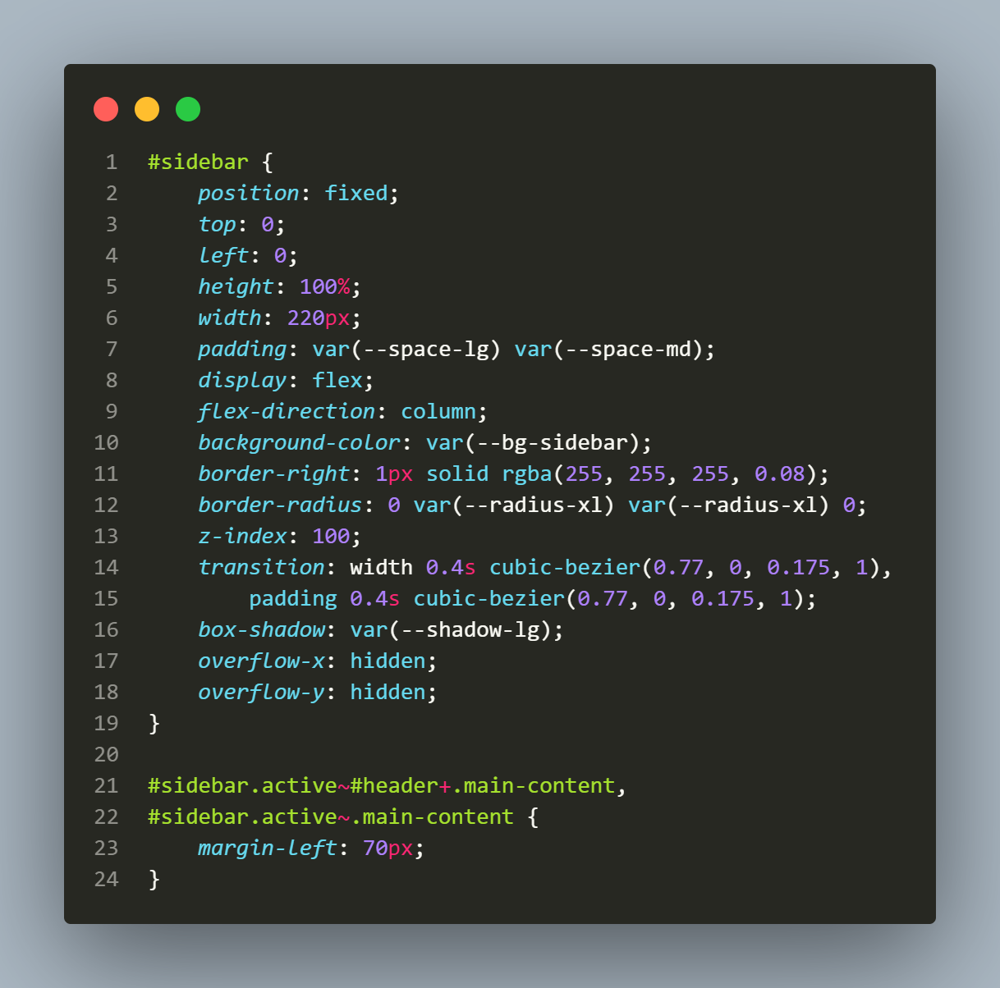 1 #sidebar {
2     position: fixed;
3     top: 0;
4     left: 0;
5     height: 100%;
6     width: 220px;
7     padding: var(--space-lg) var(--space-md);
8     display: flex;
9     flex-direction: column;
10     background-color: var(--bg-sidebar);
11     border-right: 1px solid rgba(255, 255, 255, 0.08);
12     border-radius: 0 var(--radius-xl) var(--radius-xl) 0;
13     z-index: 100;
14     transition: width 0.4s cubic-bezier(0.77, 0, 0.175, 1),
15         padding 0.4s cubic-bezier(0.77, 0, 0.175, 1);
16     box-shadow: var(--shadow-lg);
17     overflow-x: hidden;
18     overflow-y: hidden;
19 }
20
21 #sidebar.active~#header+.main-content,
22 #sidebar.active~.main-content {
23     margin-left: 70px;
24 }